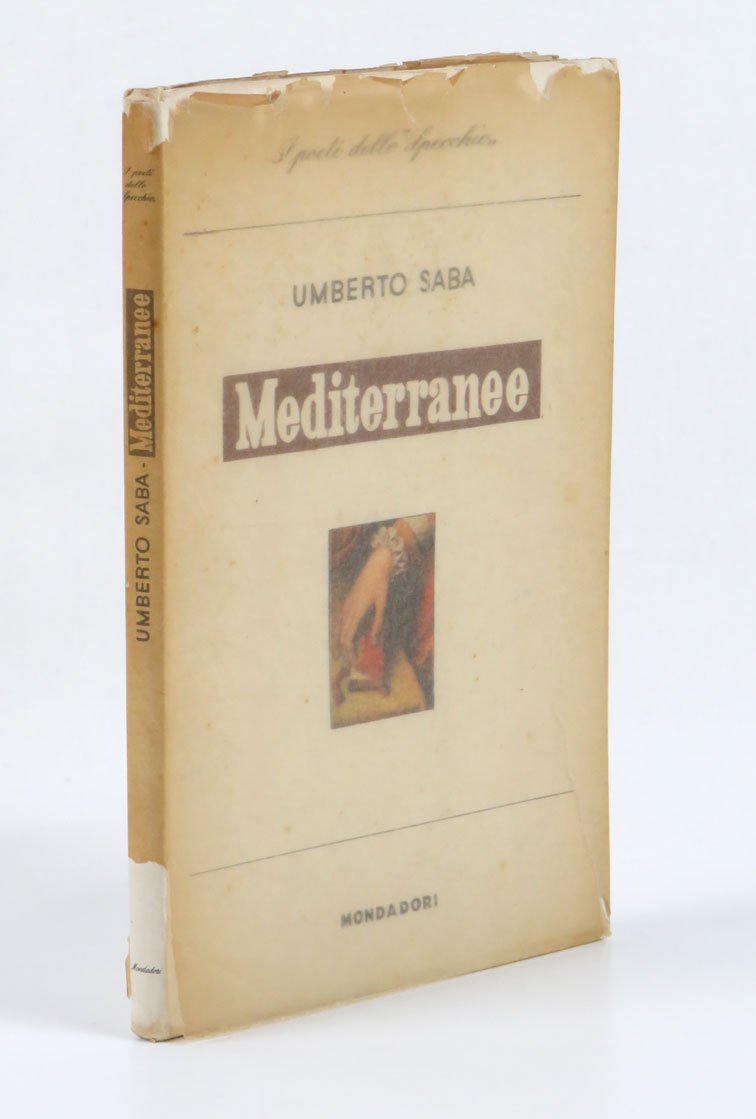 I poeti dello "Specchio„
UMBERTO SABA
Mediterranee
MONDADORI
I poeti
dello
Specchio
UMBERTO SABA - Mediterranee
Mondadori